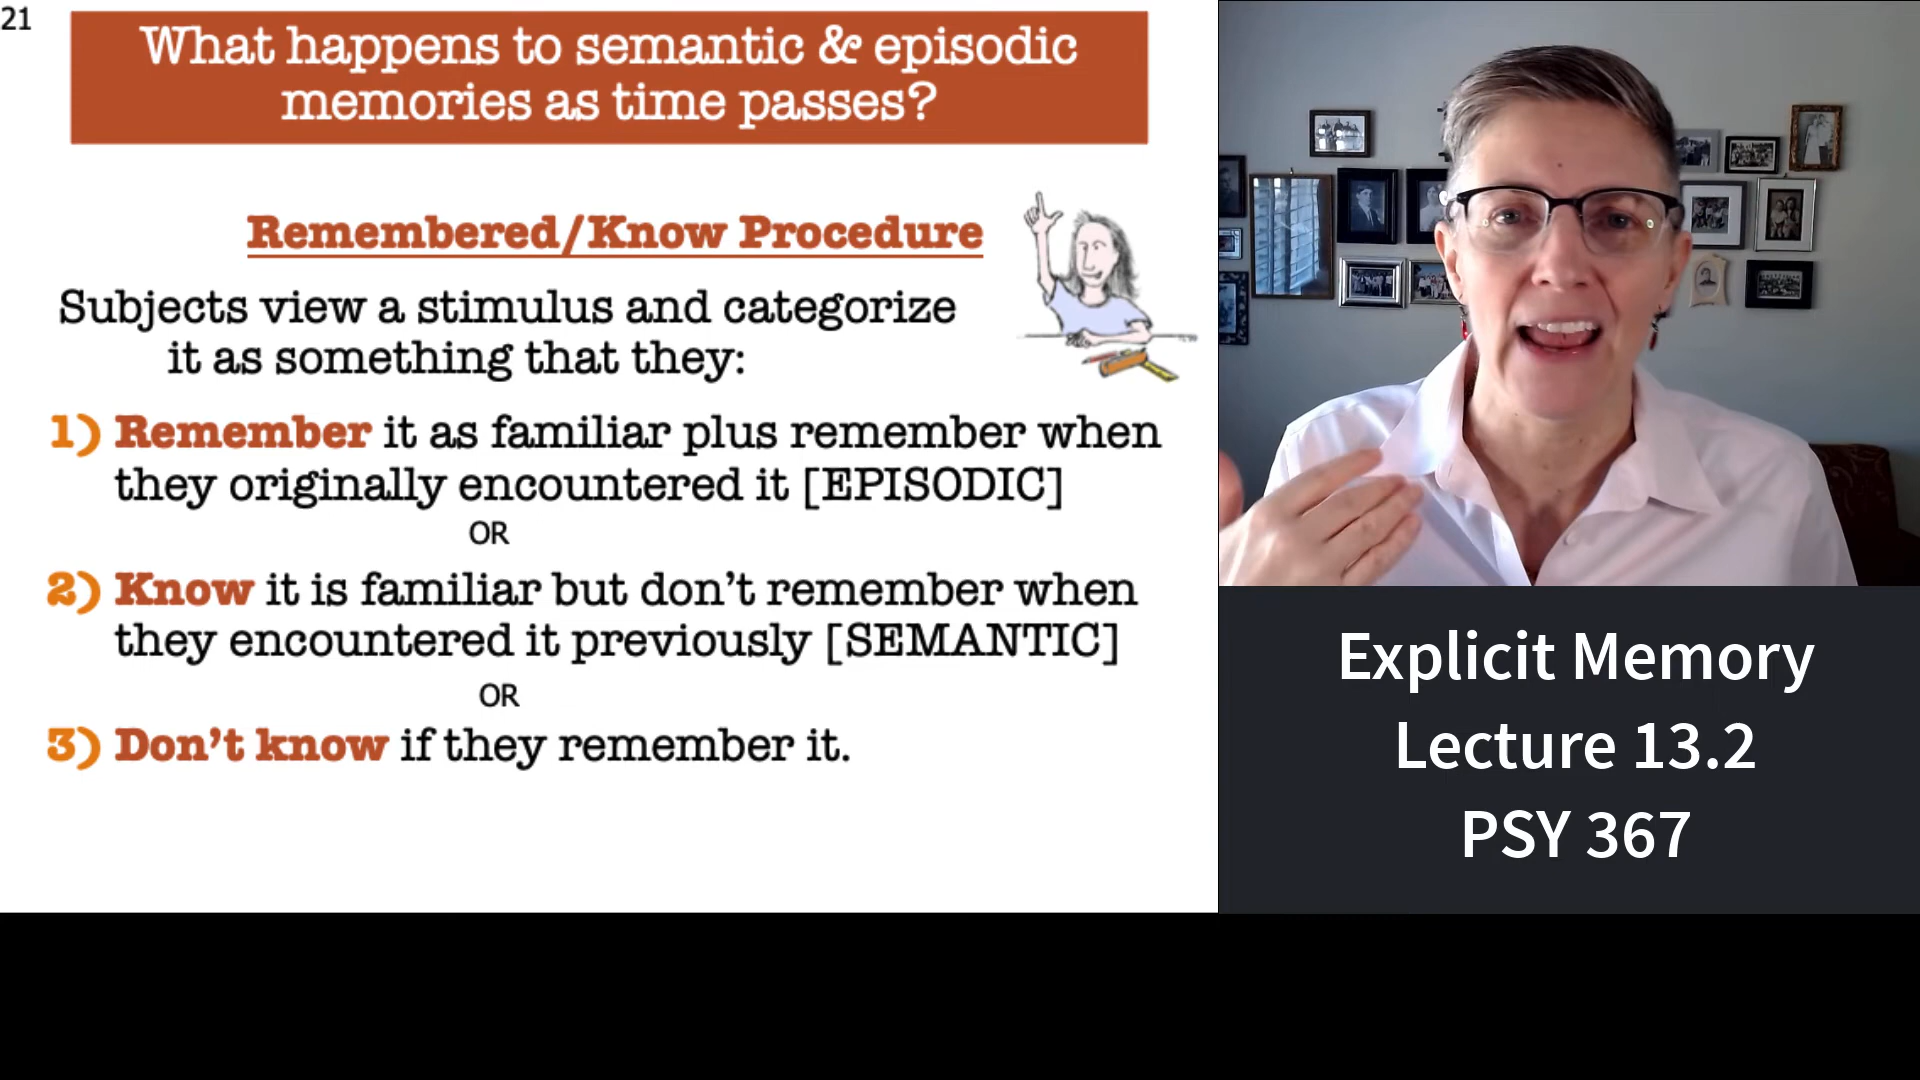 21
What happens to semantic & episodic
memories as time passes?
Remembered/Know Procedure
Subjects view a stimulus and categorize
it as something that they:
1) Remember it as familiar plus remember when
they originally encountered it [EPISODIC]
OR
2) Know it is familiar but don't remember when
they encountered it previously [SEMANTIC]
OR
3) Don't know if they remember it.
Explicit Memory
Lecture 13.2
PSY 367